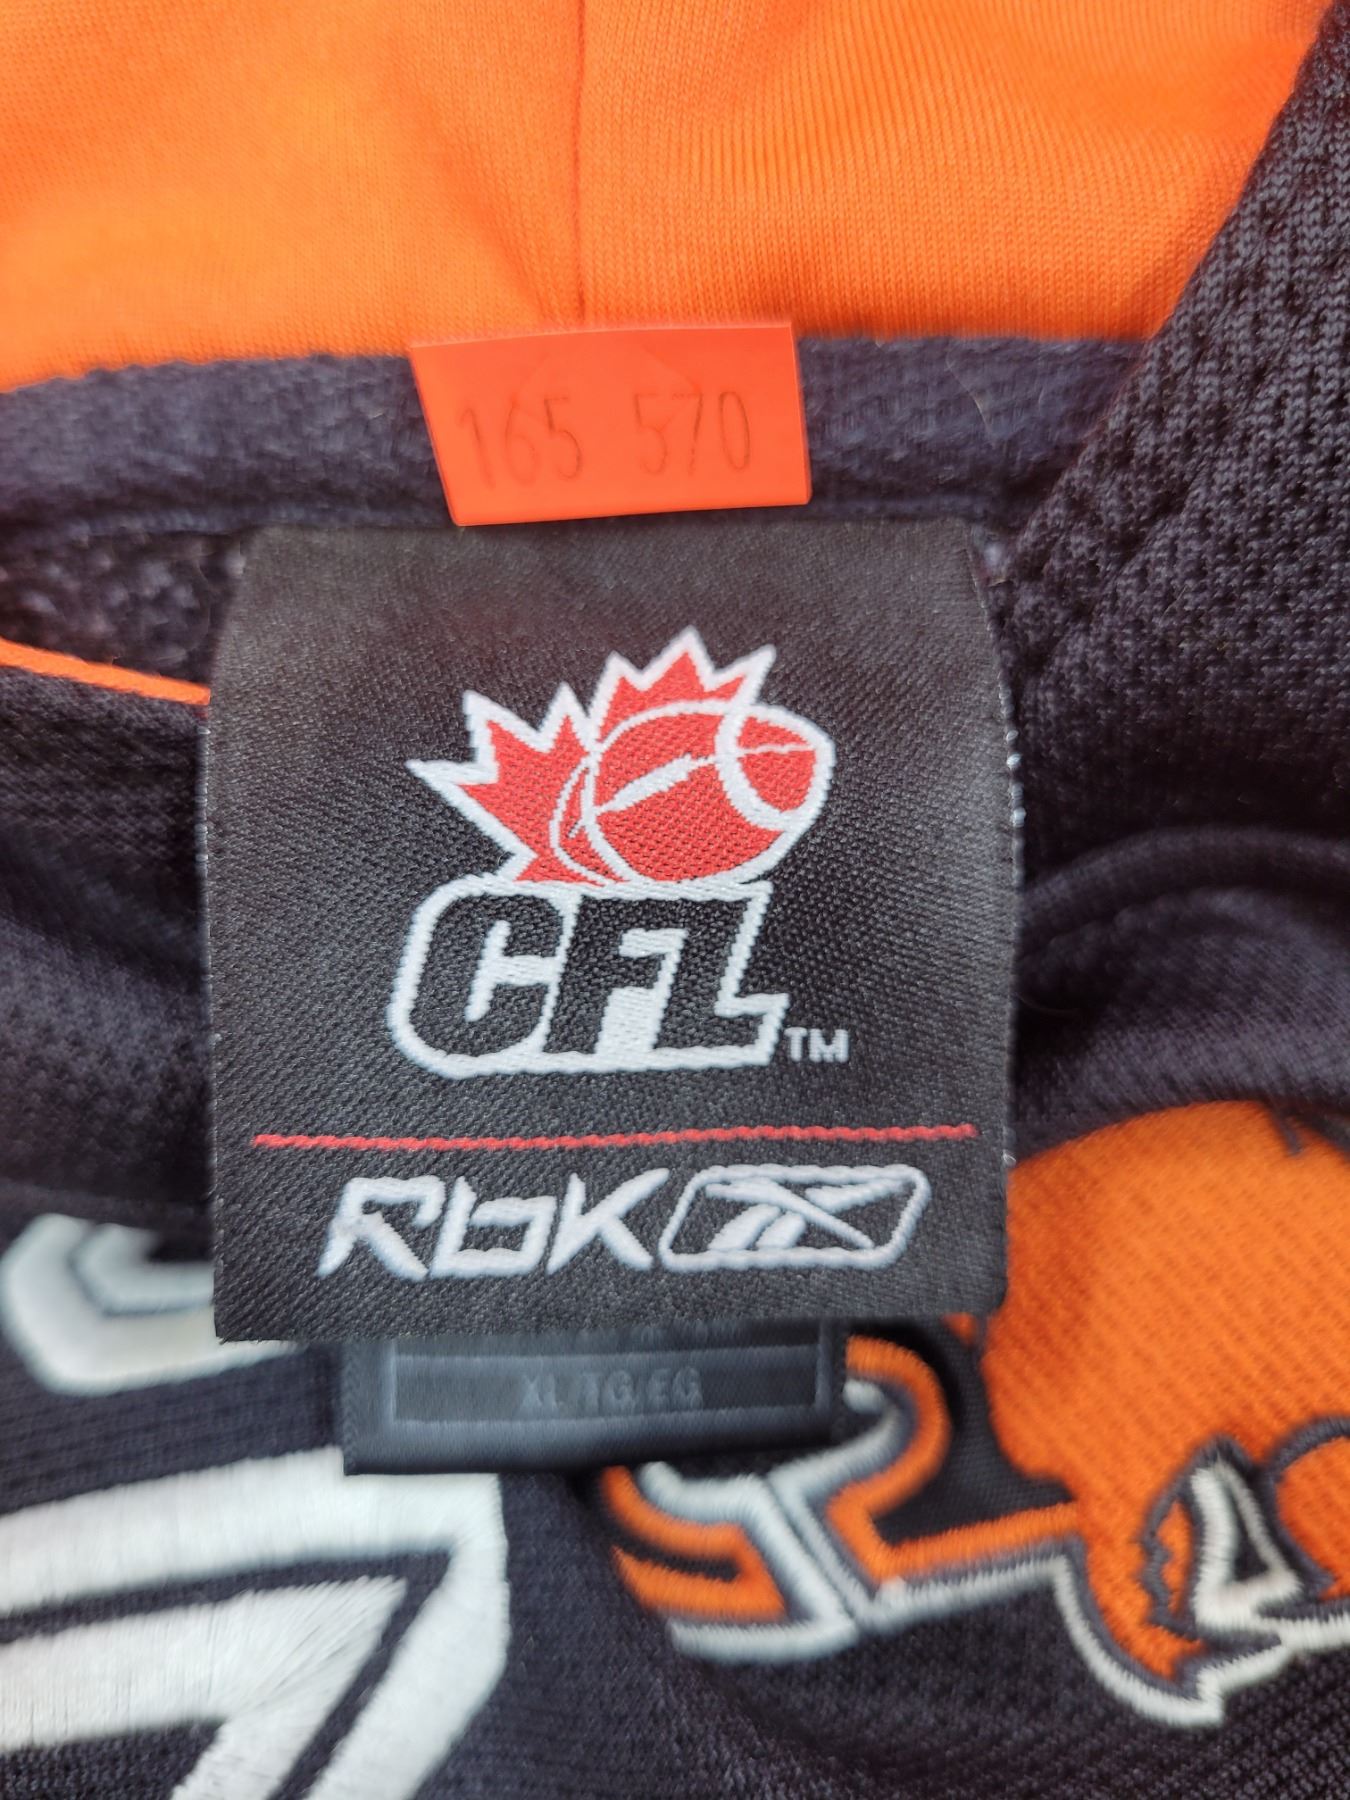 165 570
CFL TM
Rbk
XL/TG/EG